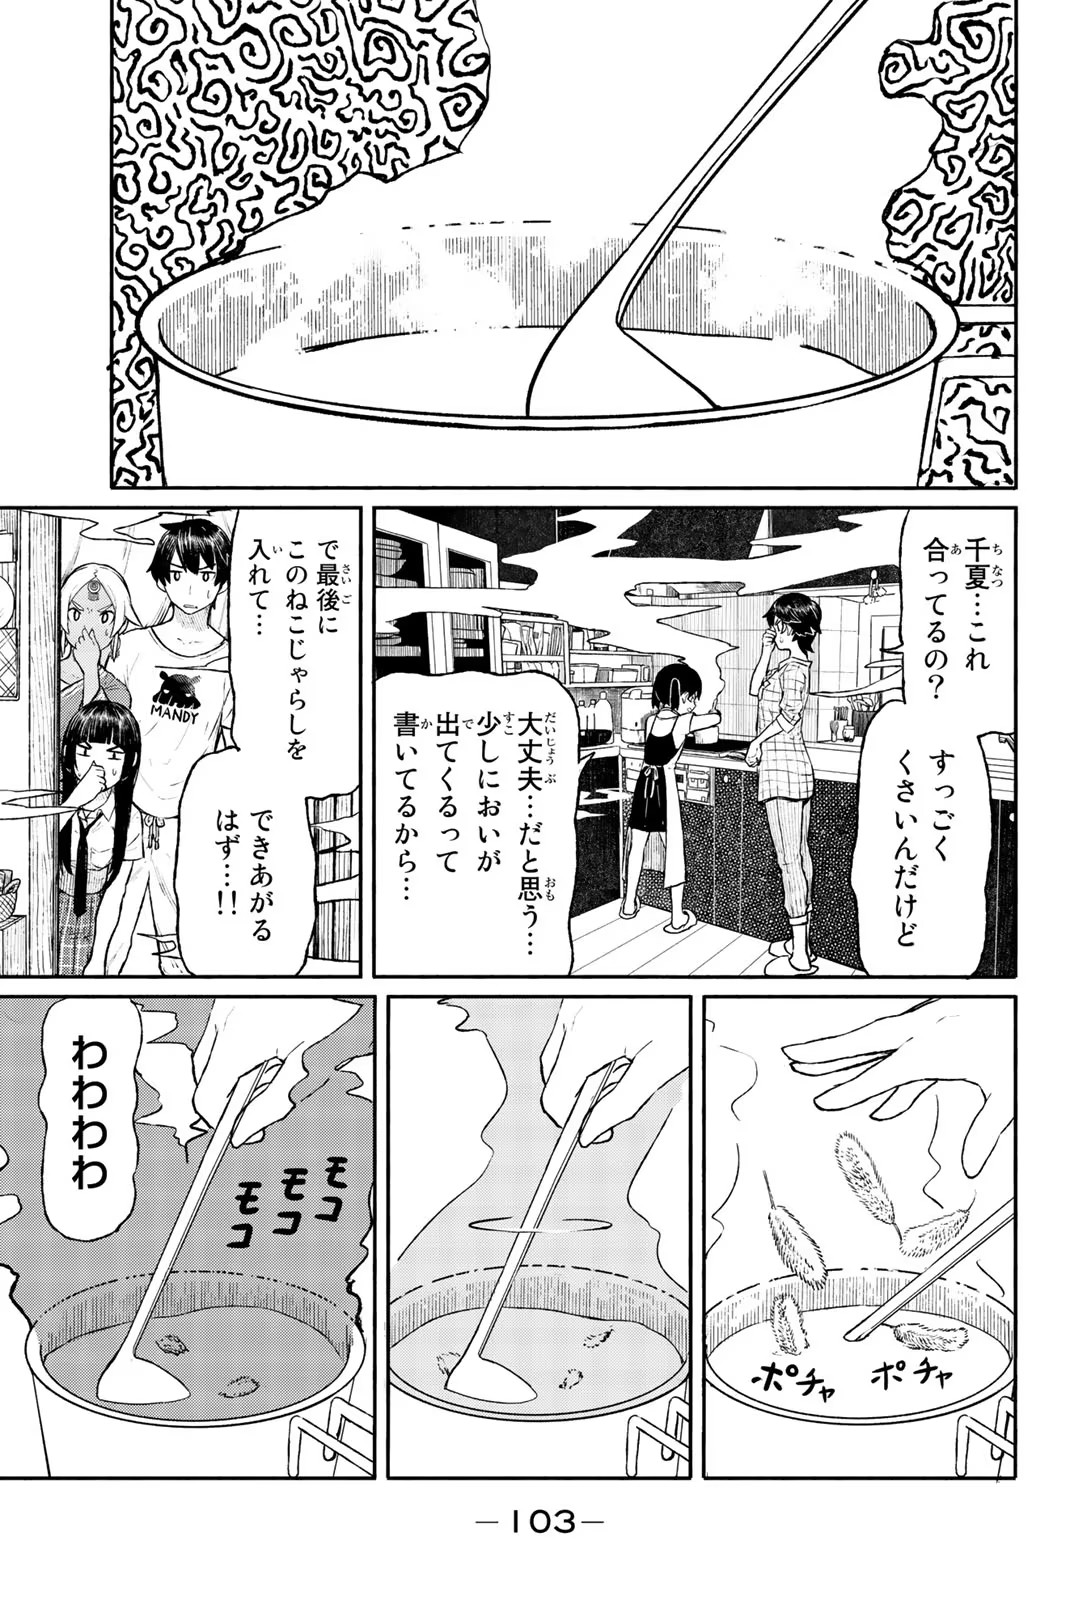 千夏…これ
合ってるの？
すっごく
くさいんだけど
大丈夫…だと思う…
少しにおいが
出てくるって
書いてるから…
で最後に
このねこじゃらしを
入れて…
できあがる
はず…!!
MANDY
ポチャ
ポチャ
モコ
モコ
モコ
わわわわ
—103—